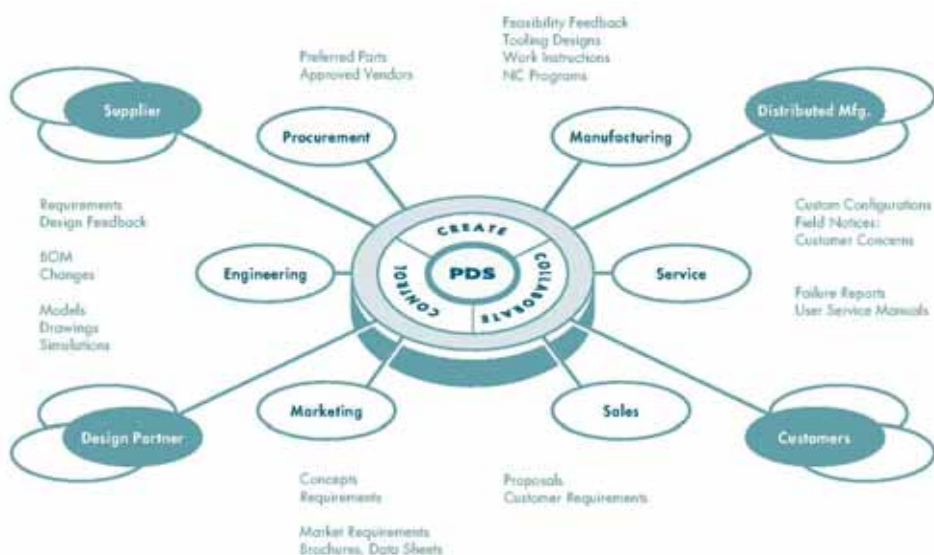 Feasibility Feedback
Tooling Designs
Work Instructions
NC Programs
Preferred Parts
Approved Vendors
Supplier
Distributed Mfg.
Procurement
Manufacturing
Requirements
Design Feedback
Custom Configurations
Field Notices:
Customer Concerns
CREATE
COLLABORATE
CONTROL
PDS
BOM
Changes
Engineering
Service
Failure Reports
User Service Manuals
Models
Drawings
Simulations
Marketing
Sales
Design Partner
Customers
Concepts
Requirements
Proposals
Customer Requirements
Market Requirements
Brochures, Data Sheets